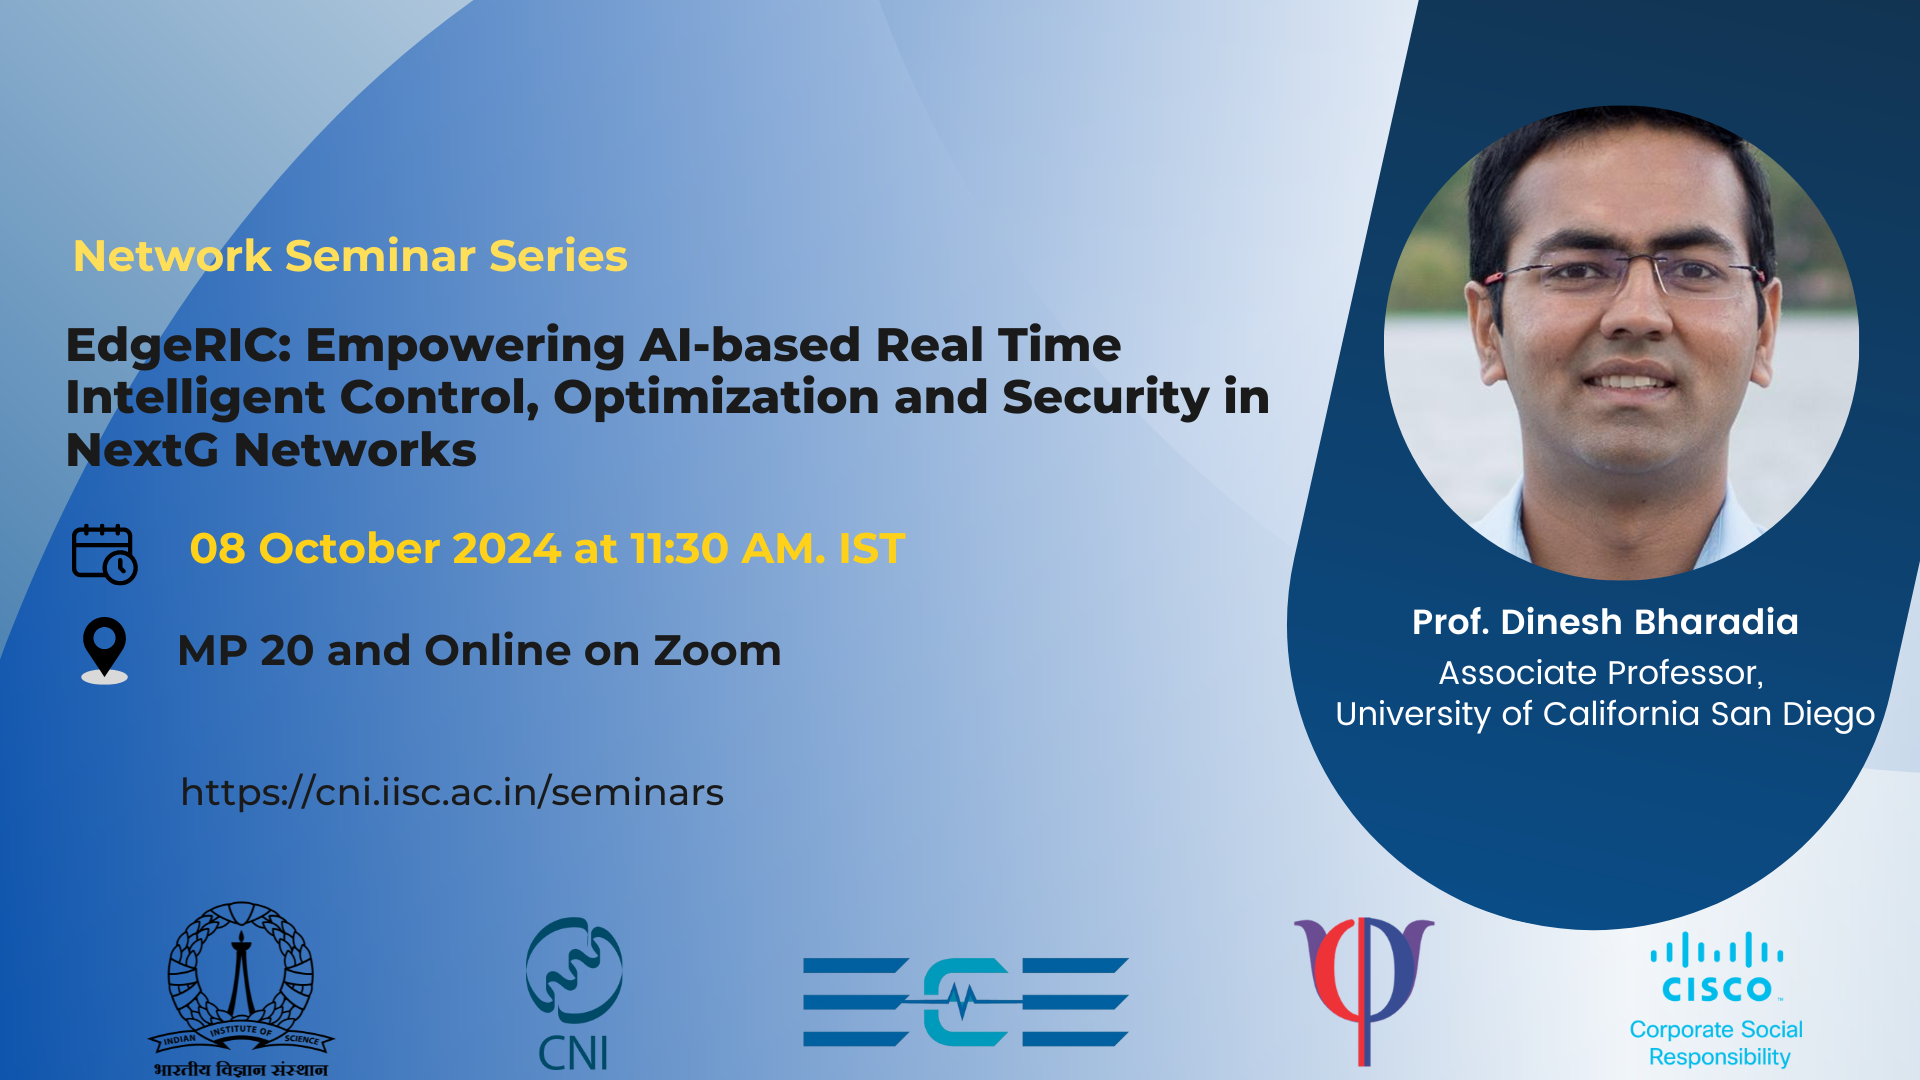 Network Seminar Series
EdgeRIC: Empowering AI-based Real Time
Intelligent Control, Optimization and Security in
NextG Networks
08 October 2024 at 11:30 AM. IST
MP 20 and Online on Zoom
https://cni.iisc.ac.in/seminars
Prof. Dinesh Bharadia
Associate Professor,
University of California San Diego
INDIAN INSTITUTE OF SCIENCE
भारतीय विज्ञान संस्थान
CNI
ECE
CISCO
Corporate Social
Responsibility